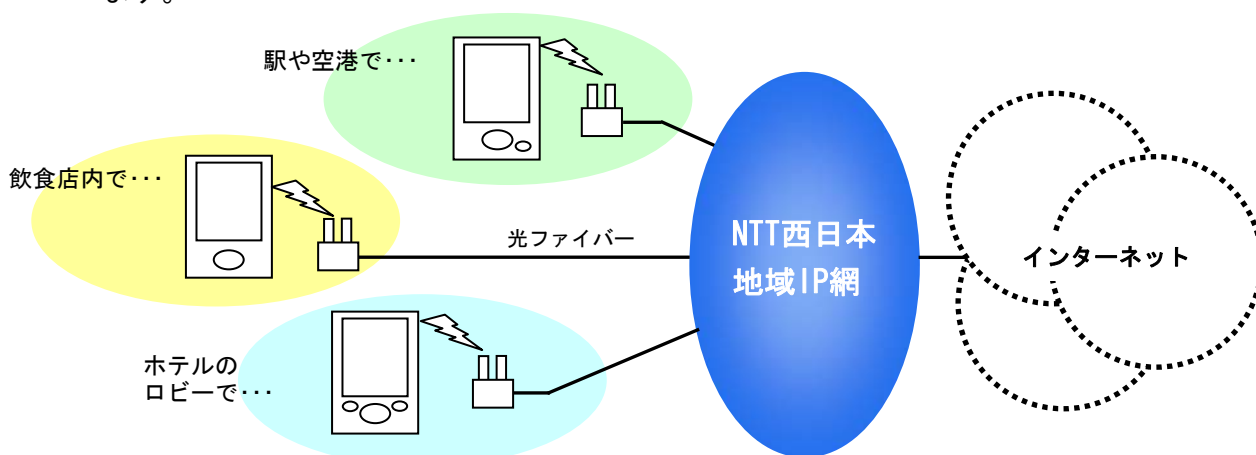 駅や空港で･･･
飲食店内で･･･
光ファイバー
NTT西日本
地域IP網
インターネット
ホテルの
ロビーで･･･